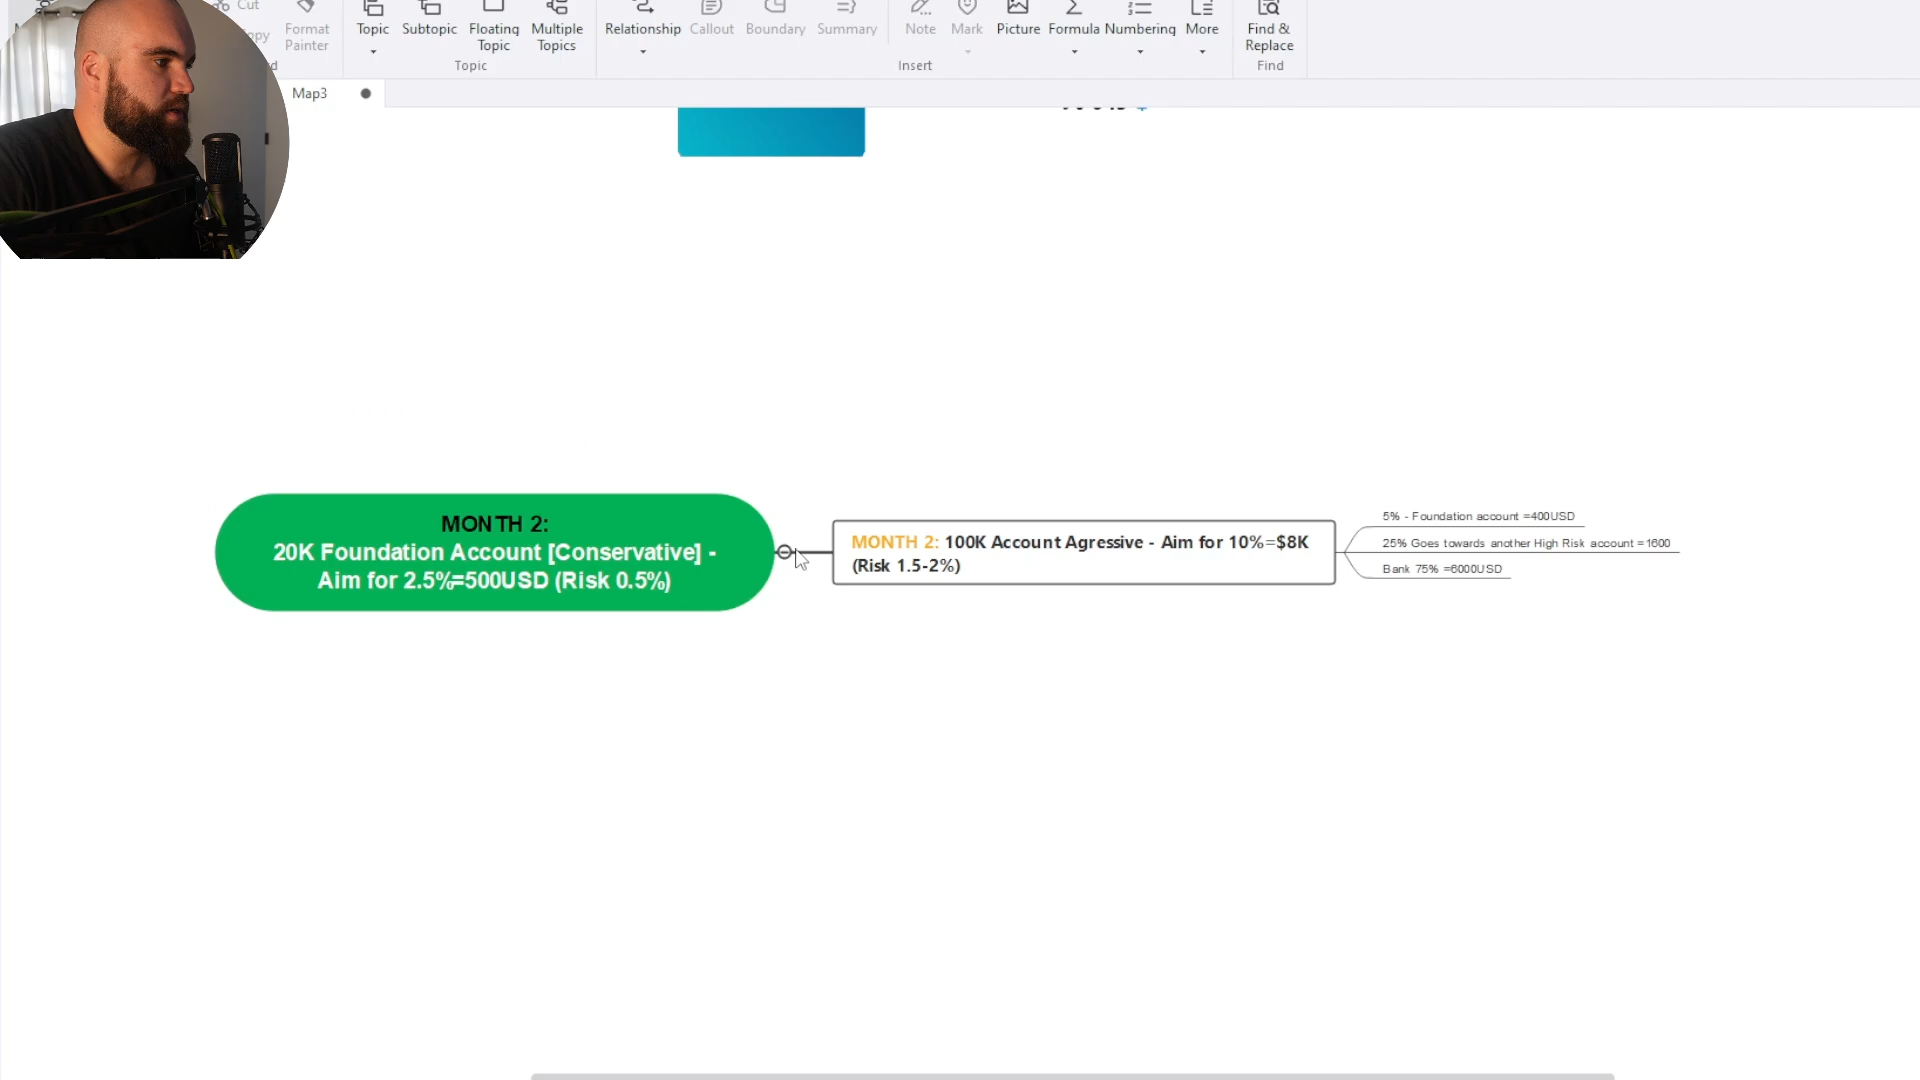 Cut
opy
Format
Painter
d
Topic
Subtopic
Floating
Topic
Multiple
Topics
Topic
Relationship
Callout
Boundary
Summary
Note
Mark
Picture
Formula
Numbering
More
Insert
Find &
Replace
Find
Map3
MONTH 2:
20K Foundation Account [Conservative] -
Aim for 2.5%=500USD (Risk 0.5%)
MONTH 2: 100K Account Agressive - Aim for 10%=$8K
(Risk 1.5-2%)
5% - Foundation account =400USD
25% Goes towards another High Risk account =1600
Bank 75% =6000USD